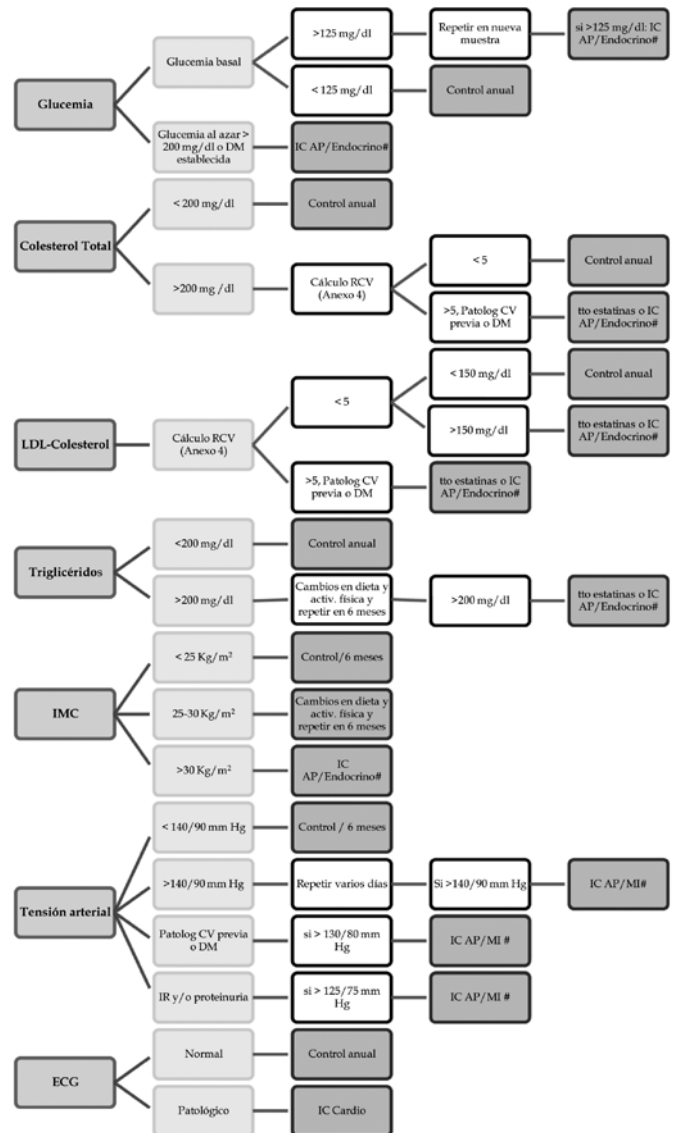 >125 mg/dl
Repetir en nueva
muestra
si >125 mg/dl: IC
AP/Endocrino#
Glucemia basal
< 125 mg/dl
Control anual
Glucemia
Glucemia al azar >
200 mg/dl o DM
establecida
IC AP/Endocrino#
< 200 mg/dl
Control anual
Colesterol Total
>200 mg /dl
Cálculo RCV
(Anexo 4)
< 5
Control anual
>5, Patolog CV
previa o DM
tto estatinas o IC
AP/Endocrino#
LDL-Colesterol
Cálculo RCV
(Anexo 4)
< 5
< 150 mg/dl
Control anual
>150 mg/dl
tto estatinas o IC
AP/Endocrino#
>5, Patolog CV
previa o DM
tto estatinas o IC
AP/Endocrino#
Triglicéridos
<200 mg/dl
Control anual
>200 mg/dl
Cambios en dieta y
activ. física y
repetir en 6 meses
>200 mg/dl
tto estatinas o IC
AP/Endocrino#
IMC
< 25 Kg/m²
Control/6 meses
25-30 Kg/m²
Cambios en dieta y
activ. física y
repetir en 6 meses
>30 Kg/m²
IC
AP/Endocrino#
Tensión arterial
< 140/90 mm Hg
Control / 6 meses
>140/90 mm Hg
Repetir varios días
Si >140/90 mm Hg
IC AP/MI#
Patolog CV previa
o DM
si > 130/80 mm
Hg
IC AP/MI #
IR y/o proteinuria
si > 125/75 mm
Hg
IC AP/MI #
ECG
Normal
Control anual
Patológico
IC Cardio